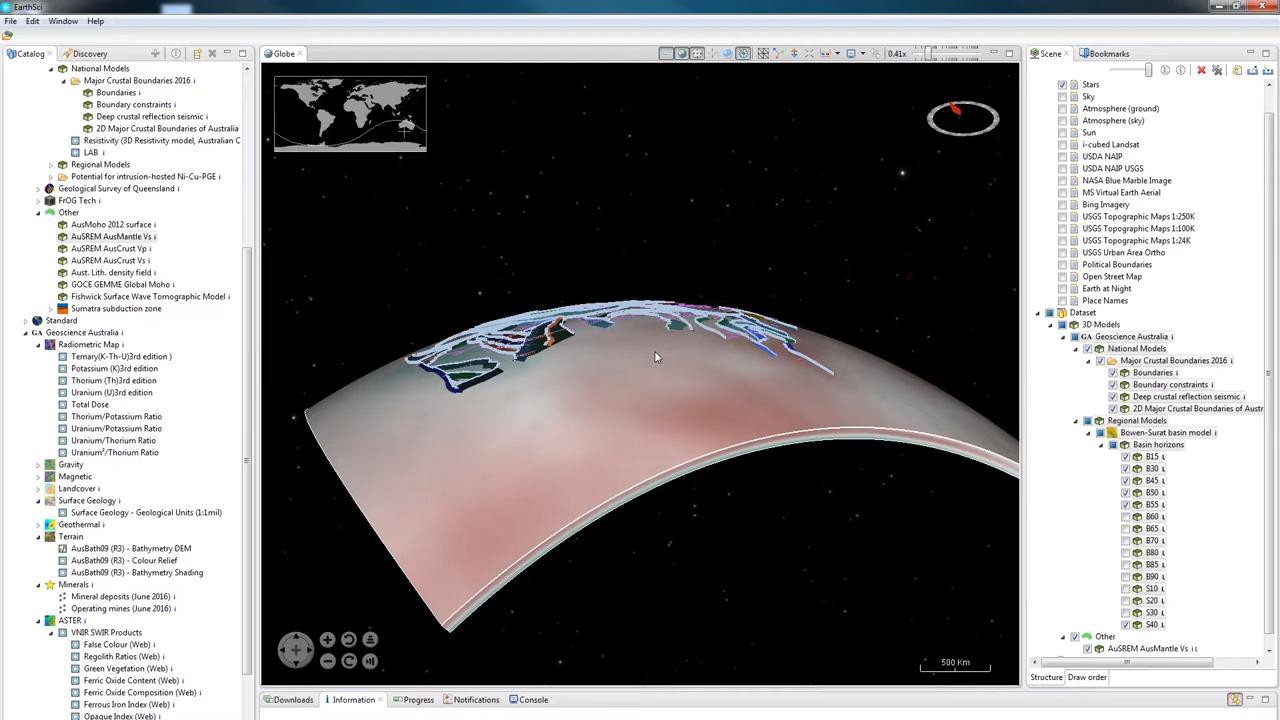 EarthSci
File Edit Window Help
Catalog Discovery
National Models
Major Crustal Boundaries 2016 i
Boundaries i
Boundary constraints i
Deep crustal reflection seismic i
2D Major Crustal Boundaries of Australia
Resistivity (3D Resistivity model, Australian C
LAB i
Regional Models
Potential for intrusion-hosted Ni-Cu-PGE i
Geological Survey of Queensland i
FrOG Tech i
Other
AusMoho 2012 surface i
AuSREM AusMantle Vs i
AuSREM AusCrust Vp i
AuSREM AusCrust Vs i
Aust. Lith. density field i
GOCE GEMME Global Moho i
Fishwick Surface Wave Tomographic Model i
Sumatra subduction zone
Standard
GA Geoscience Australia i
Radiometric Map i
Ternary(K-Th-U)3rd edition )
Potassium (K)3rd edition
Thorium (Th)3rd edition
Uranium (U)3rd edition
Total Dose
Thorium/Potassium Ratio
Uranium/Potassium Ratio
Uranium/Thorium Ratio
Uranium²/Thorium Ratio
Gravity
Magnetic
Landcover i
Surface Geology i
Surface Geology - Geological Units (1:1mil)
Geothermal i
Terrain
AusBath09 (R3) - Bathymetry DEM
AusBath09 (R3) - Colour Relief
AusBath09 (R3) - Bathymetry Shading
Minerals i
Mineral deposits (June 2016) i
Operating mines (June 2016) i
ASTER i
VNIR SWIR Products
False Colour (Web) i
Regolith Ratios (Web) i
Green Vegetation (Web) i
Ferric Oxide Content (Web) i
Ferric Oxide Composition (Web) i
Ferrous Iron Index (Web) i
Opaque Index (Web) i
Globe
0.41x
500 Km
Downloads Information Progress Notifications Console
Scene Bookmarks
Stars
Sky
Atmosphere (ground)
Atmosphere (sky)
Sun
i-cubed Landsat
USDA NAIP
USDA NAIP USGS
NASA Blue Marble Image
MS Virtual Earth Aerial
Bing Imagery
USGS Topographic Maps 1:250K
USGS Topographic Maps 1:100K
USGS Topographic Maps 1:24K
USGS Urban Area Ortho
Political Boundaries
Open Street Map
Earth at Night
Place Names
Dataset
3D Models
GA Geoscience Australia i
National Models
Major Crustal Boundaries 2016 i
Boundaries i
Boundary constraints i
Deep crustal reflection seismic i
2D Major Crustal Boundaries of Austr
Regional Models
Bowen-Surat basin model i
Basin horizons
B15 L
B30 L
B45 L
B50 L
B55 L
B60 L
B65 L
B70 L
B80 L
B85 L
B90 L
S10 L
S20 L
S30 L
S40 L
Other
AuSREM AusMantle Vs i L
Structure Draw order